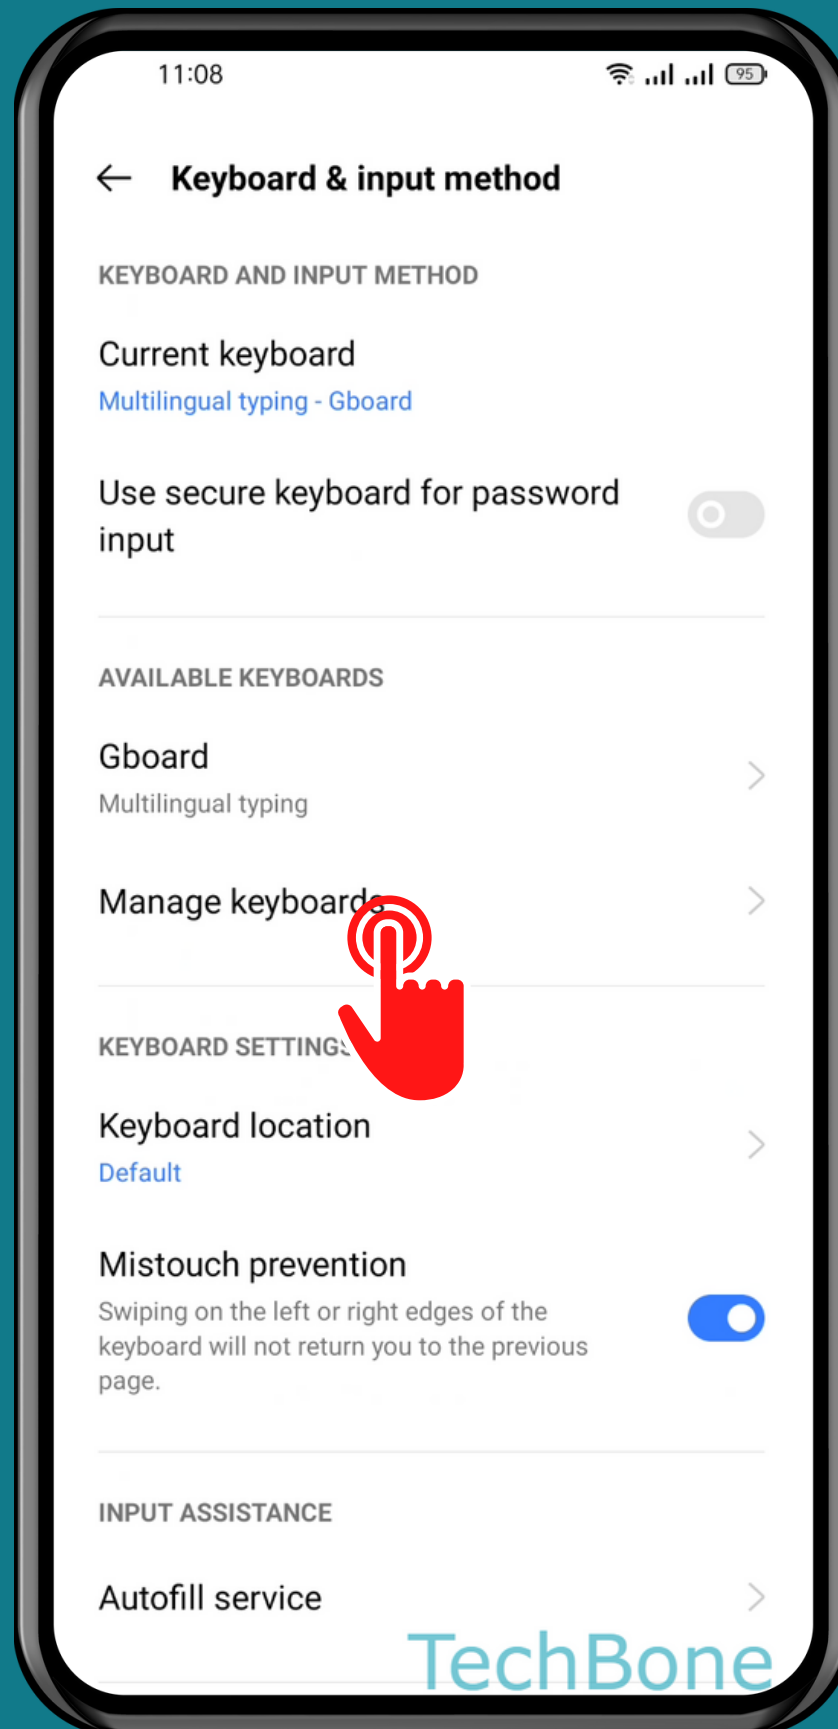 11:08
95
Keyboard & input method
KEYBOARD AND INPUT METHOD
Current keyboard
Multilingual typing - Gboard
Use secure keyboard for password
input
AVAILABLE KEYBOARDS
Gboard
Multilingual typing
Manage keyboards
KEYBOARD SETTINGS
Keyboard location
Default
Mistouch prevention
Swiping on the left or right edges of the
keyboard will not return you to the previous
page.
INPUT ASSISTANCE
Autofill service
TechBone